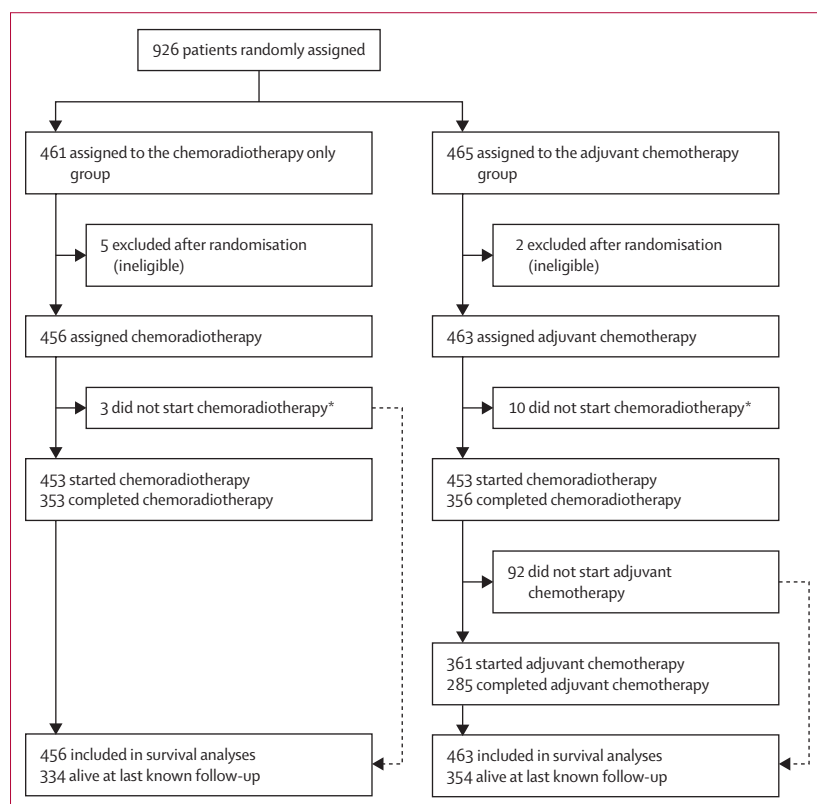 926 patients randomly assigned
461 assigned to the chemoradiotherapy only
group
465 assigned to the adjuvant chemotherapy
group
5 excluded after randomisation
(ineligible)
2 excluded after randomisation
(ineligible)
456 assigned chemoradiotherapy
463 assigned adjuvant chemotherapy
3 did not start chemoradiotherapy*
10 did not start chemoradiotherapy*
453 started chemoradiotherapy
353 completed chemoradiotherapy
453 started chemoradiotherapy
356 completed chemoradiotherapy
92 did not start adjuvant
chemotherapy
361 started adjuvant chemotherapy
285 completed adjuvant chemotherapy
456 included in survival analyses
334 alive at last known follow-up
463 included in survival analyses
354 alive at last known follow-up